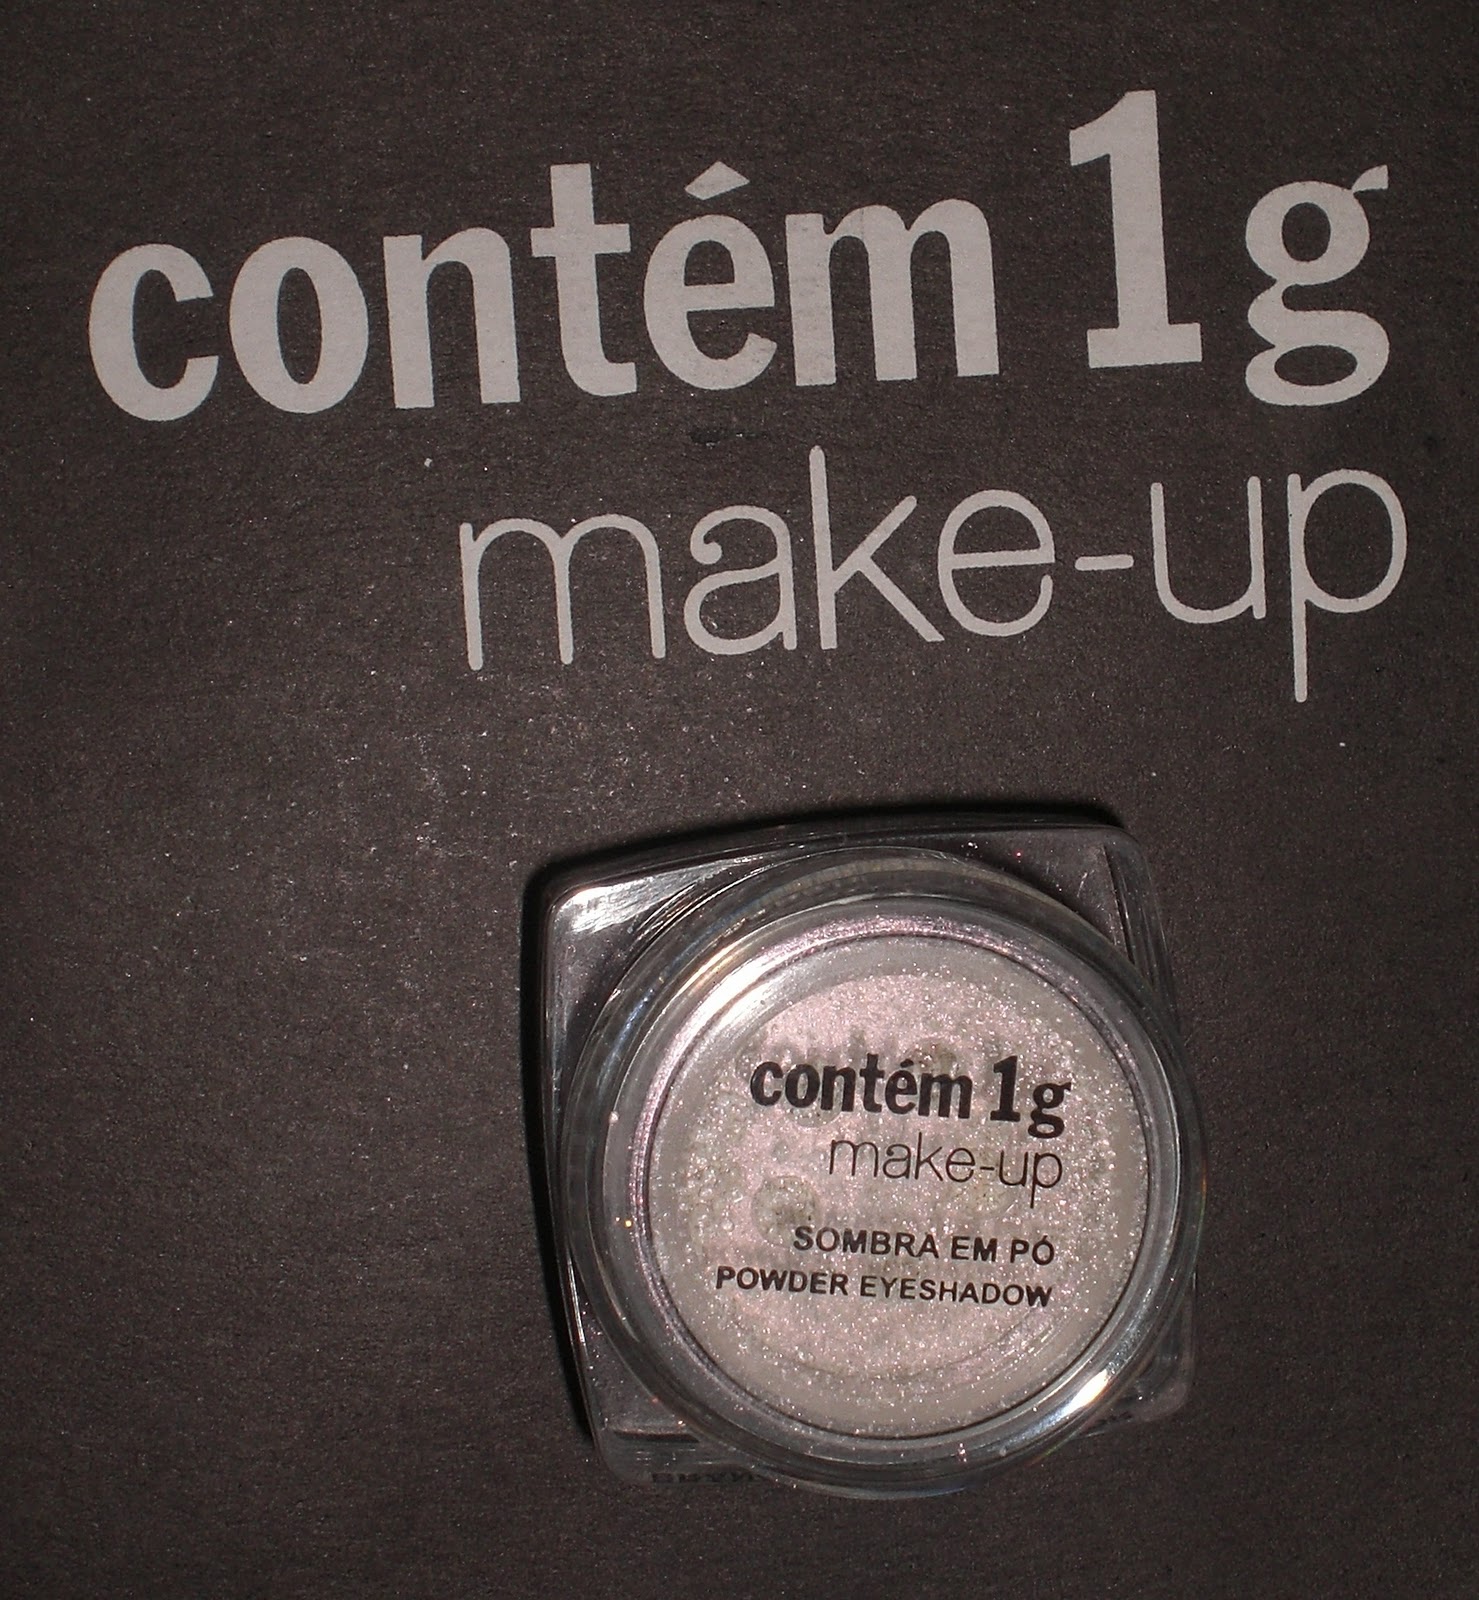 contém 1g
make-up
contém 1g
make-up
SOMBRA EM PÓ
POWDER EYESHADOW